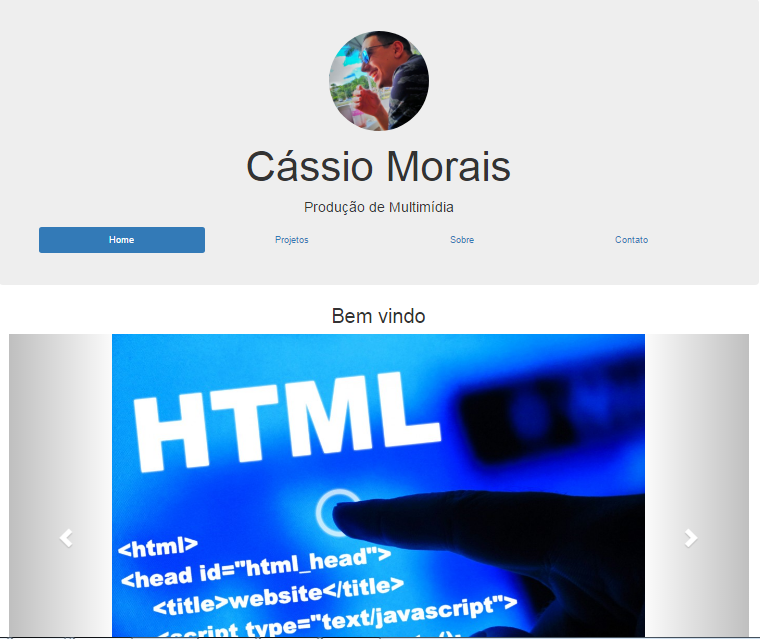 Cássio Morais
Produção de Multimídia
Home Projetos Sobre Contato
Bem vindo
HTML
<html>
<head id="html_head">
<title>website</title>
<script type="text/javascript">